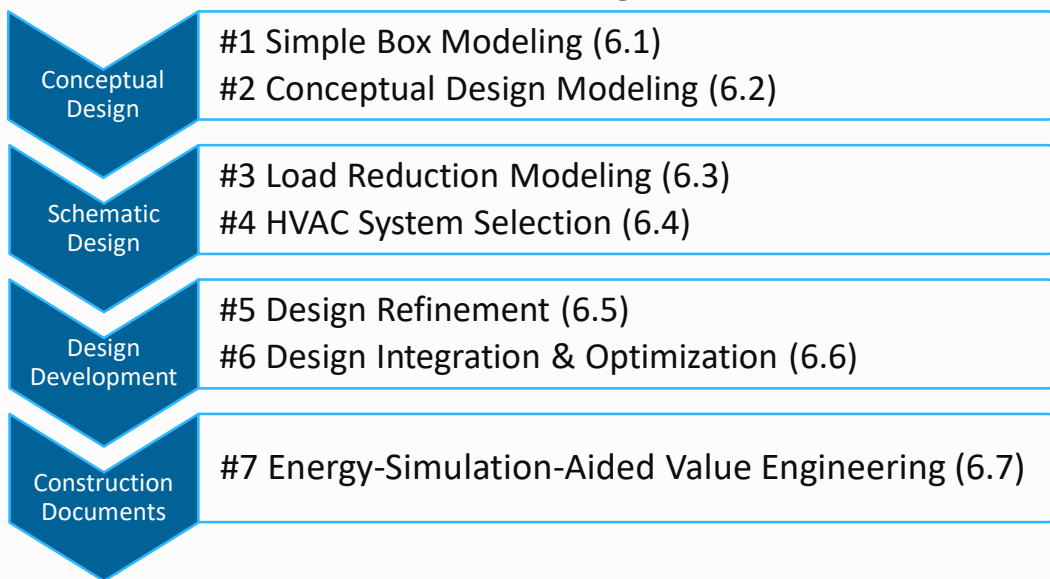 Conceptual
Design
#1 Simple Box Modeling (6.1)
#2 Conceptual Design Modeling (6.2)
Schematic
Design
#3 Load Reduction Modeling (6.3)
#4 HVAC System Selection (6.4)
Design
Development
#5 Design Refinement (6.5)
#6 Design Integration & Optimization (6.6)
Construction
Documents
#7 Energy-Simulation-Aided Value Engineering (6.7)